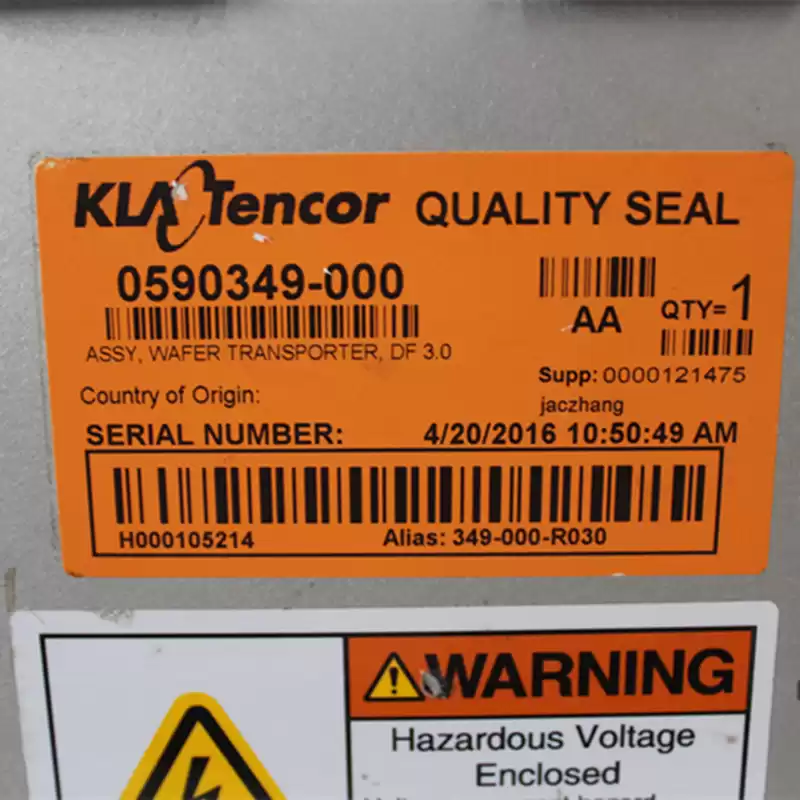 KLA Tencor QUALITY SEAL
0590349-000
AA QTY= 1
ASSY, WAFER TRANSPORTER, DF 3.0
Supp: 0000121475
Country of Origin:
jaczhang
SERIAL NUMBER: 4/20/2016 10:50:49 AM
H000105214 Alias: 349-000-R030
WARNING
Hazardous Voltage
Enclosed